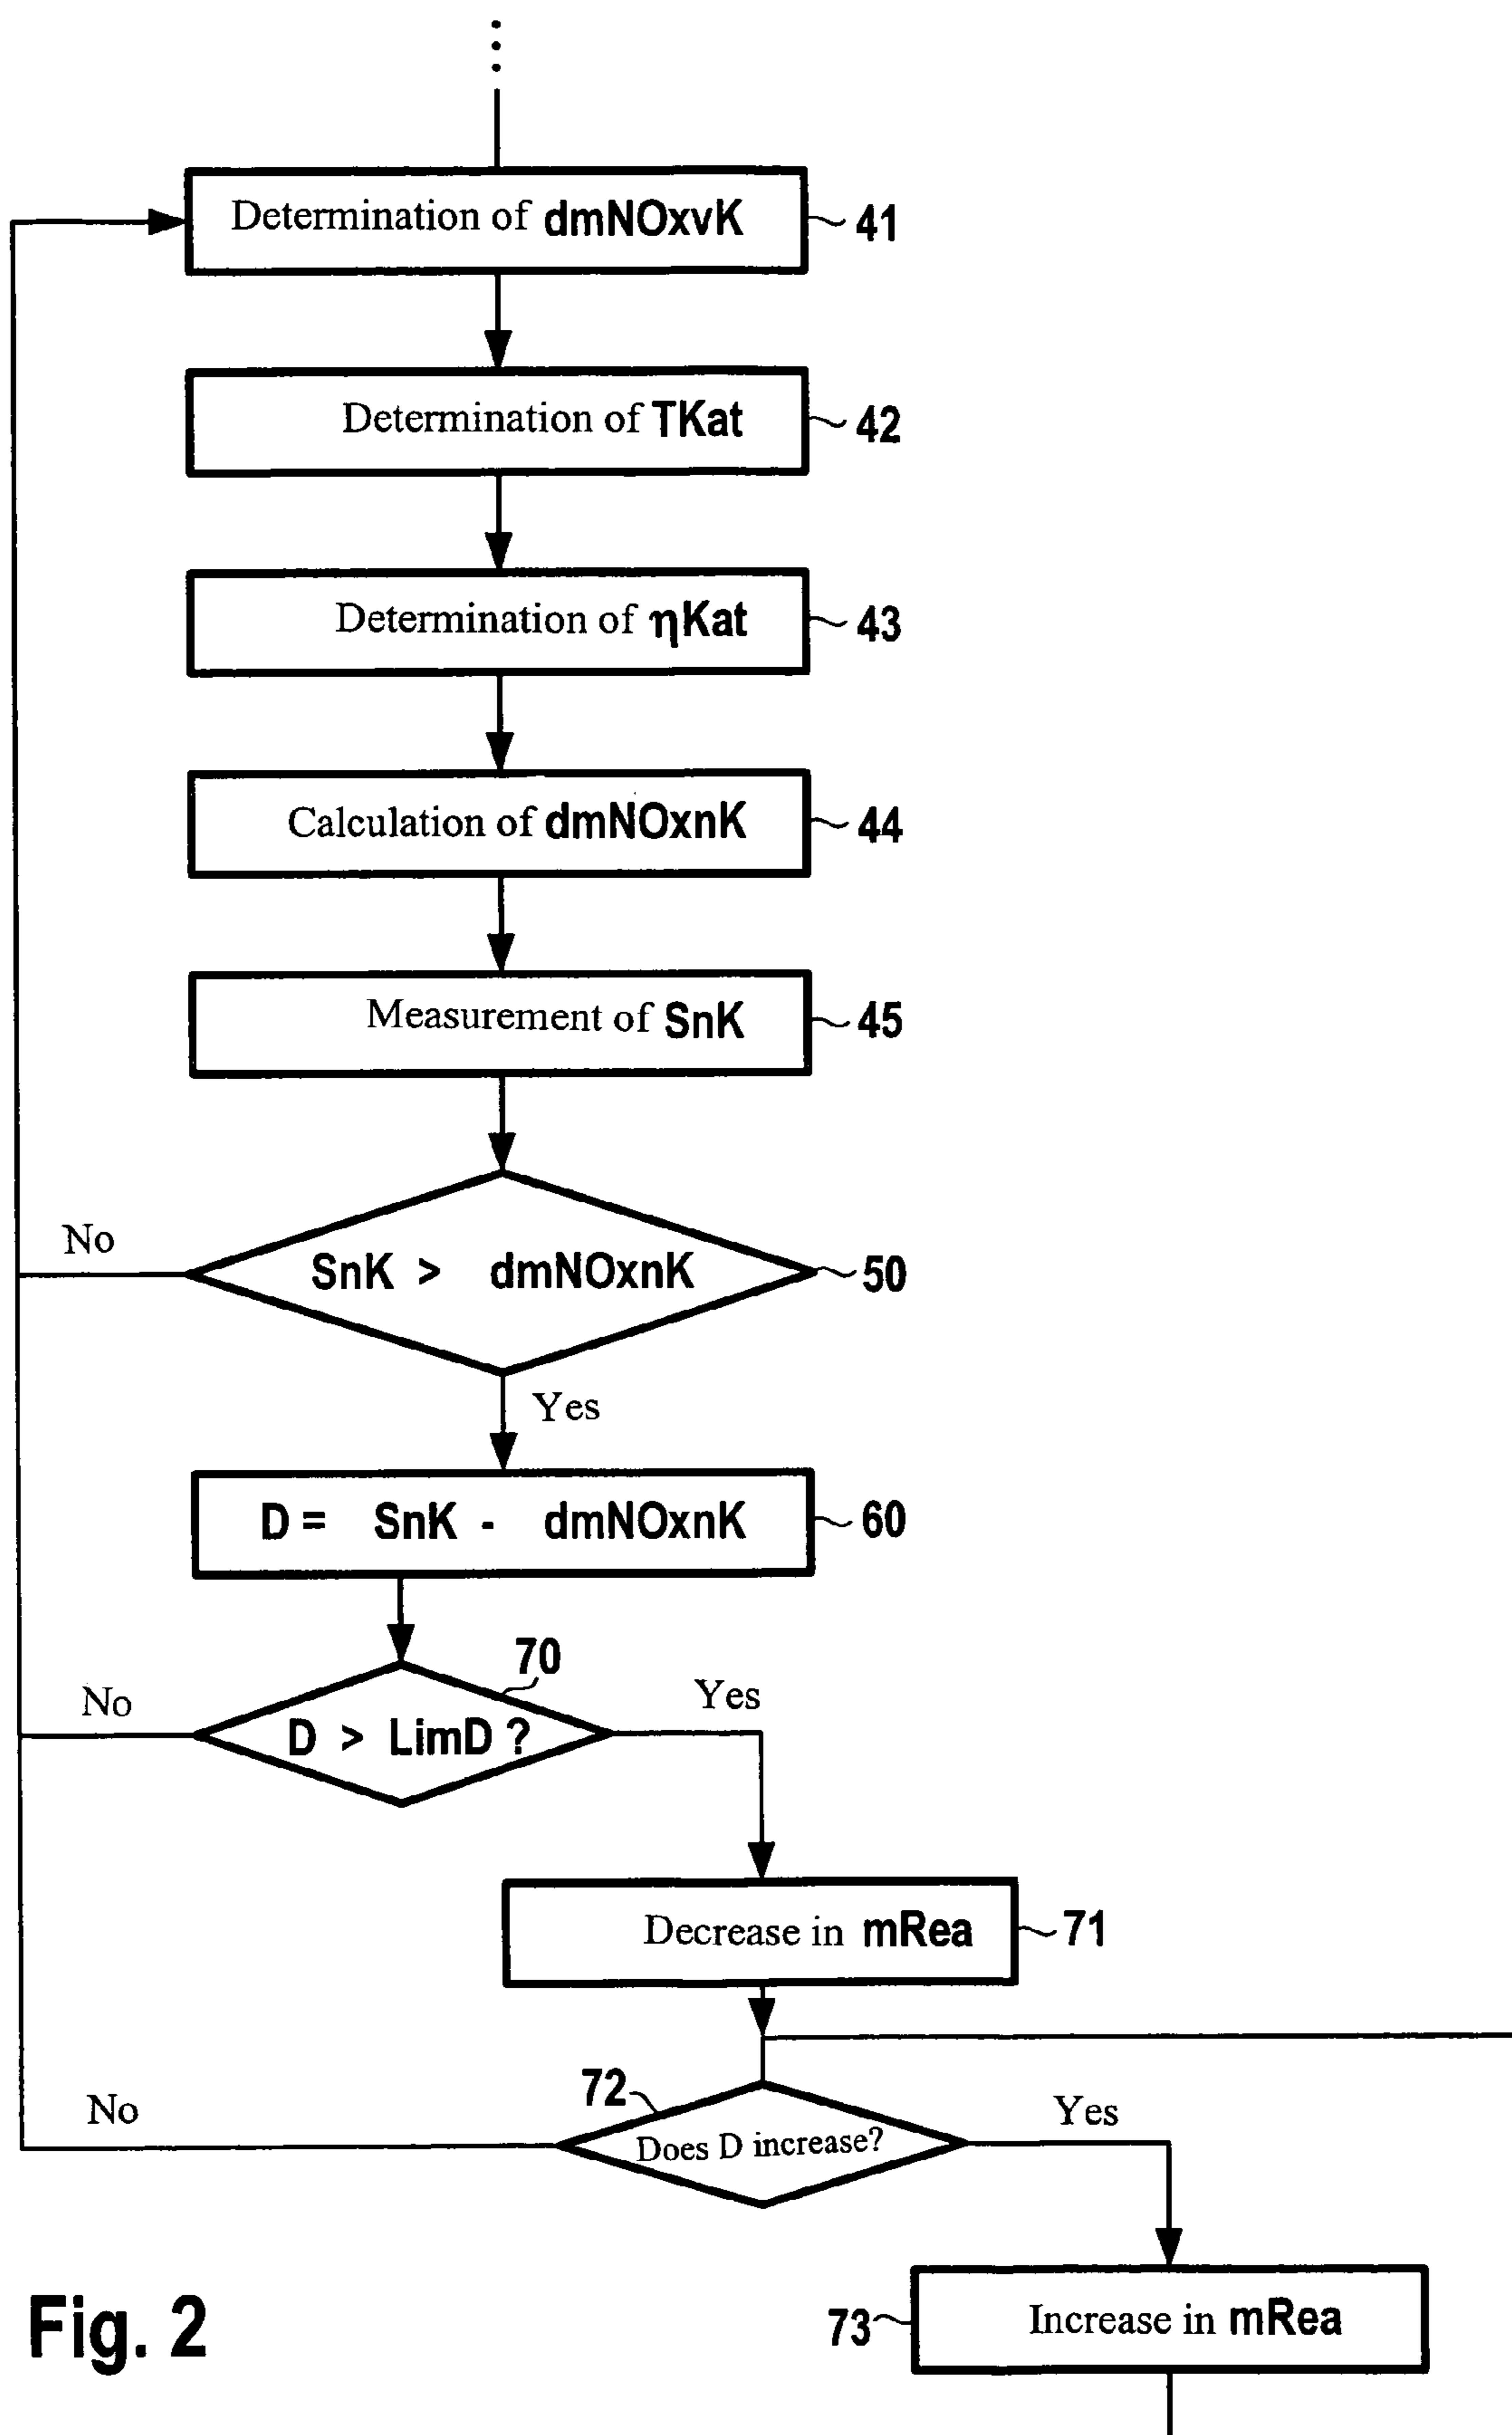 Determination of dmNOxvK
41
Determination of TKat
42
Determination of ηKat
43
Calculation of dmNOxnK
44
Measurement of SnK
45
No
SnK > dmNOxnK
50
Yes
D = SnK - dmNOxnK
60
70
No
Yes
D > LimD ?
Decrease in mRea
71
72
No
Yes
Does D increase?
Fig. 2
73
Increase in mRea